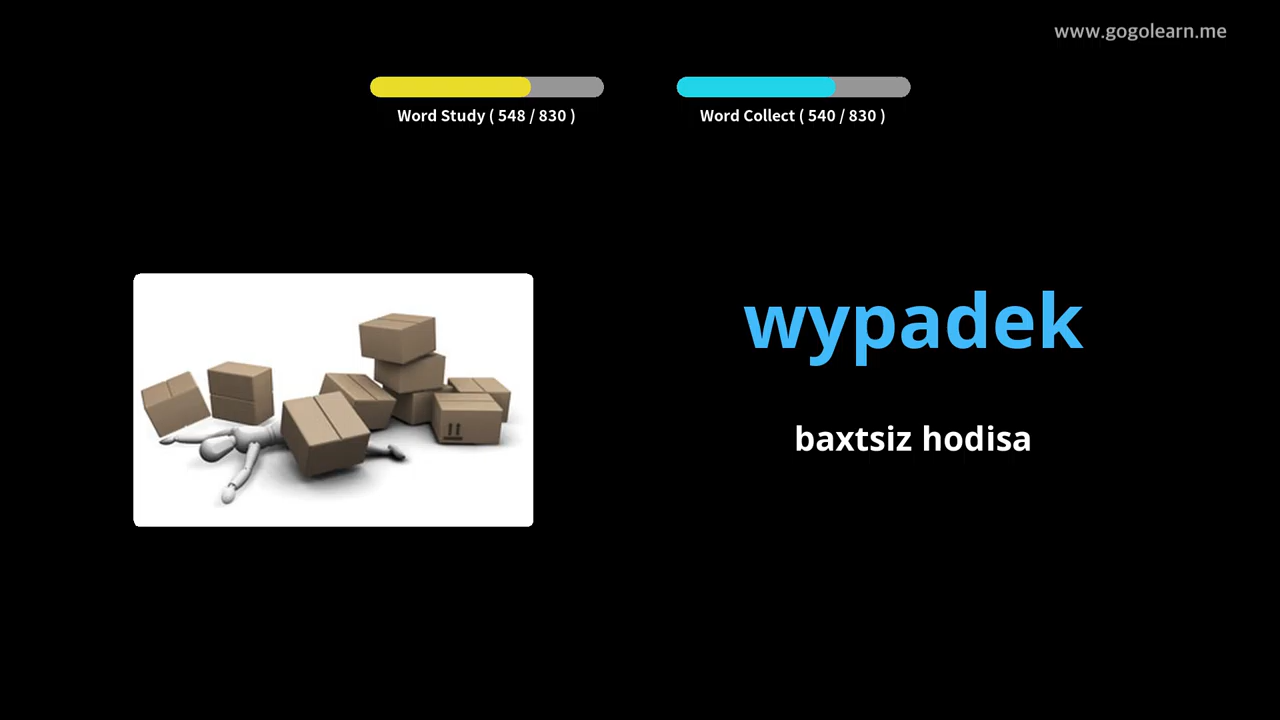 www.gogolearn.me
Word Study ( 548 / 830 )
Word Collect ( 540 / 830 )
wypadek
baxtsiz hodisa